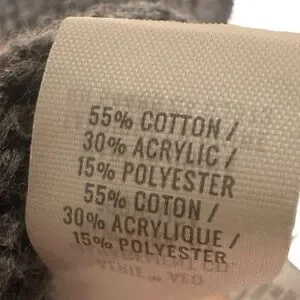 55% COTTON /
30% ACRYLIC /
15% POLYESTER
55% COTON /
30% ACRYLIQUE /
15% POLYESTER